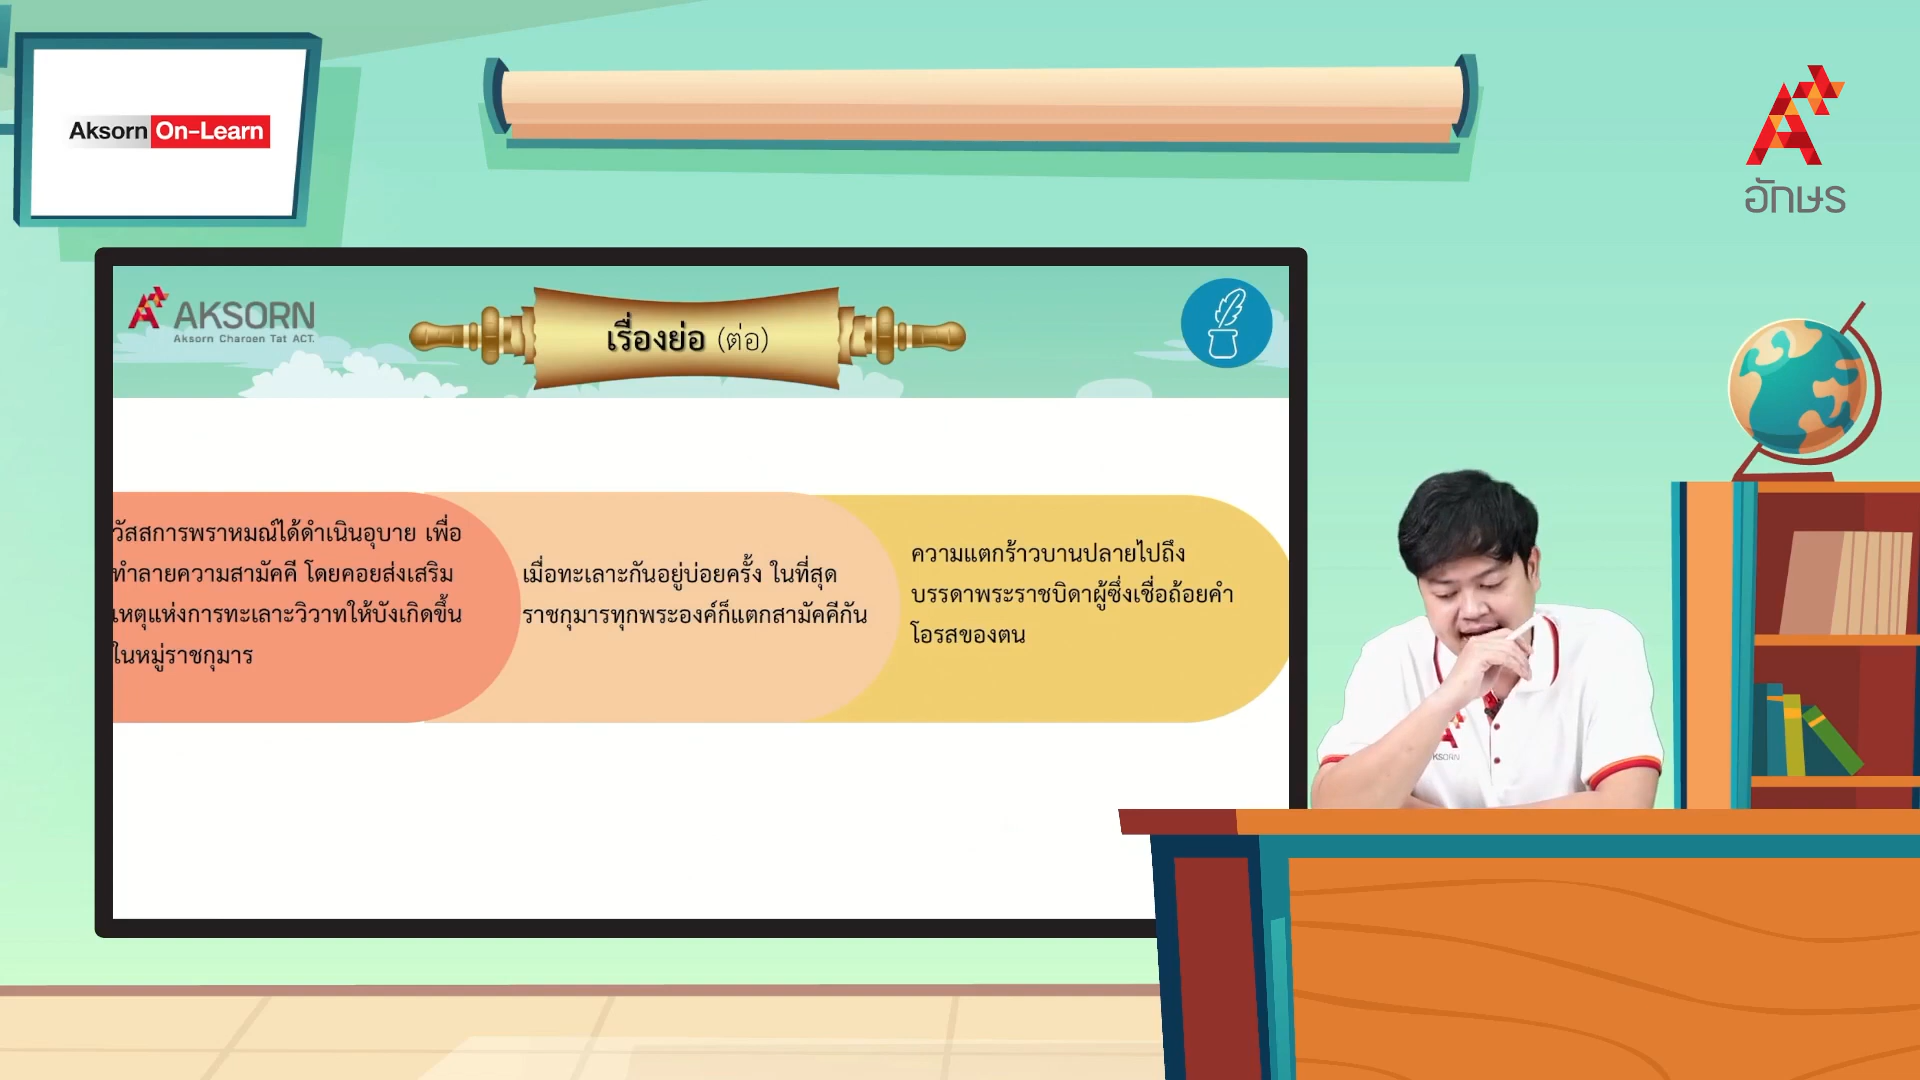 Aksorn On-Learn
อักษร
AKSORN
Aksorn Charoen Tat ACT.
เรื่องย่อ (ต่อ)
วัสสการพราหมณ์ได้ดำเนินอุบาย เพื่อ
ทำลายความสามัคคี โดยคอยส่งเสริม
เหตุแห่งการทะเลาะวิวาทให้บังเกิดขึ้น
ในหมู่ราชกุมาร
เมื่อทะเลาะกันอยู่บ่อยครั้ง ในที่สุด
ราชกุมารทุกพระองค์ก็แตกสามัคคีกัน
ความแตกร้าวบานปลายไปถึง
บรรดาพระราชบิดาผู้ซึ่งเชื่อถ้อยคำ
โอรสของตน